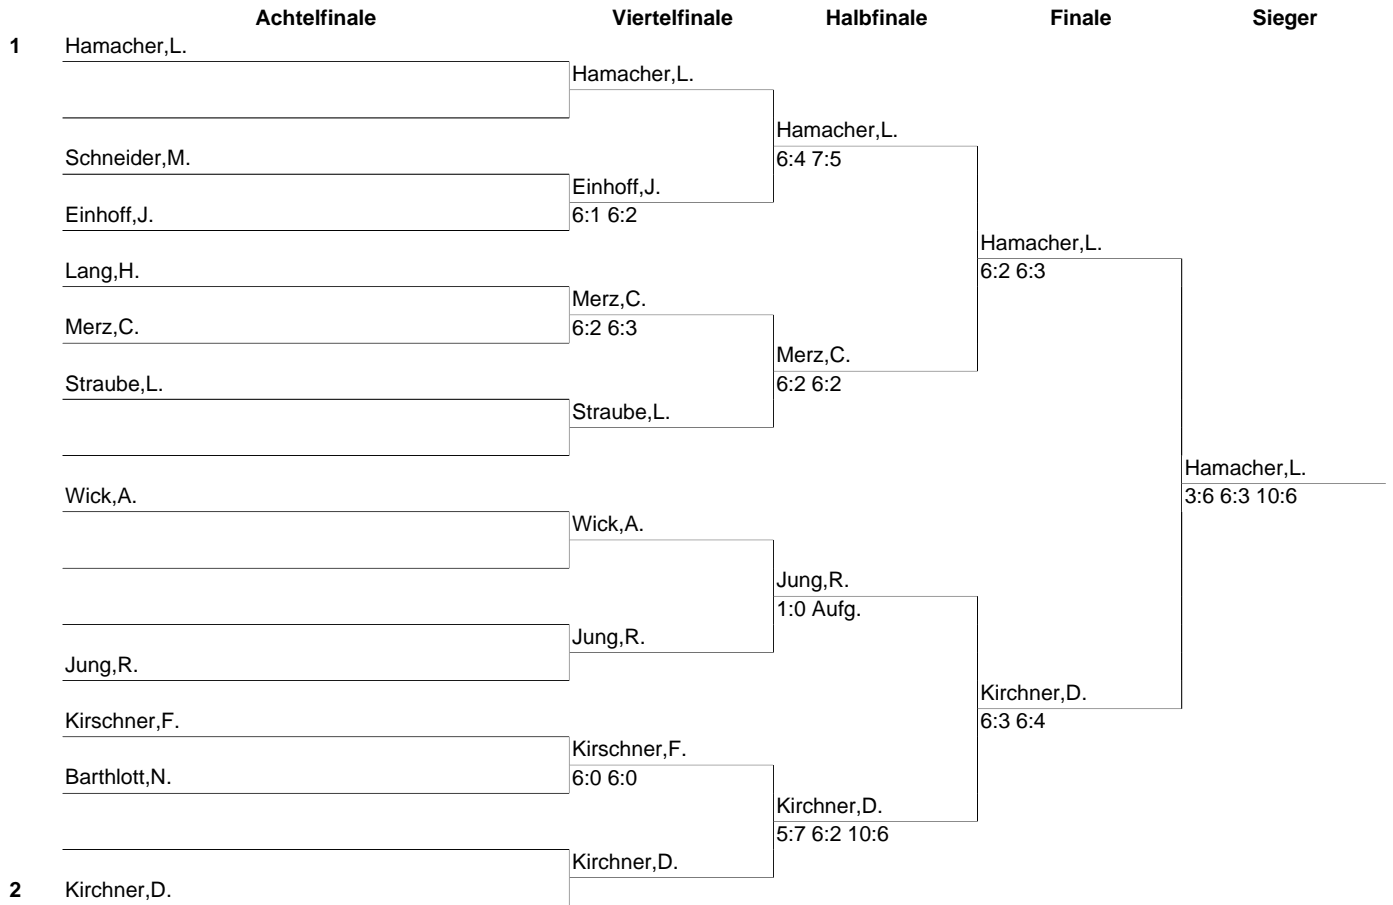 Achtelfinale Viertelfinale Halbfinale Finale Sieger
1 Hamacher,L.
Hamacher,L.
Hamacher,L.
Schneider,M. 6:4 7:5
Einhoff,J.
Einhoff,J. 6:1 6:2
Hamacher,L.
Lang,H. 6:2 6:3
Merz,C.
Merz,C. 6:2 6:3
Merz,C.
Straube,L. 6:2 6:2
Straube,L.
Hamacher,L.
Wick,A. 3:6 6:3 10:6
Wick,A.
Jung,R.
1:0 Aufg.
Jung,R.
Jung,R.
Kirchner,D.
Kirschner,F. 6:3 6:4
Kirschner,F.
Barthlott,N. 6:0 6:0
Kirchner,D.
5:7 6:2 10:6
Kirchner,D.
2 Kirchner,D.